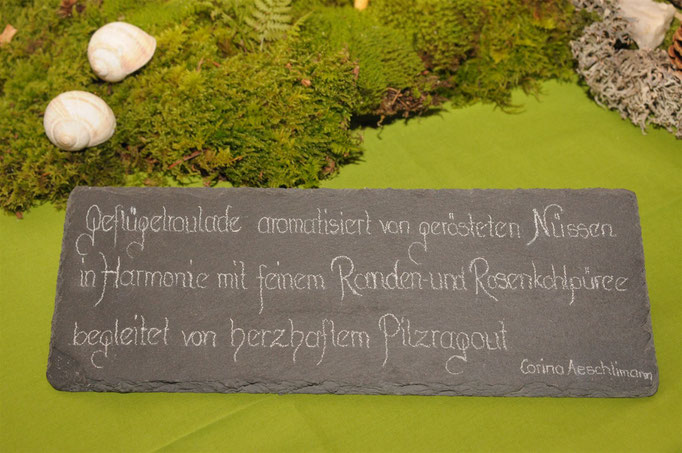 Geflügelroulade aromatisiert von gerösteten Nüssen
in Harmonie mit feinem Randen- und Rosenkohlpüree
begleitet von herzhaftem Pilzragout
Corina Aeschlimann